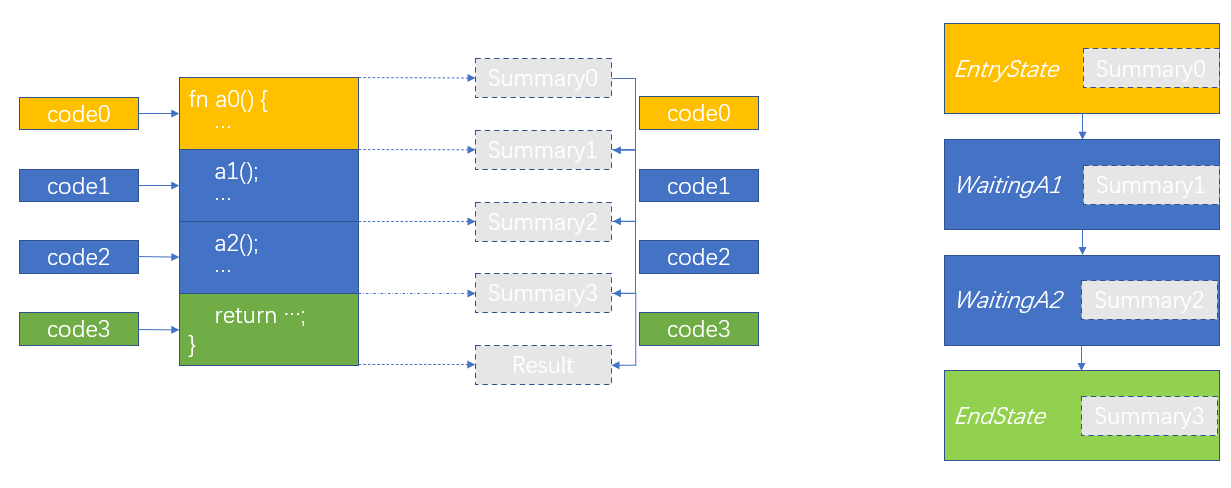 code0
code1
code2
code3
fn a0() {
...
a1();
...
a2();
...
return ...;
}
Summary0
Summary1
Summary2
Summary3
Result
code0
code1
code2
code3
EntryState
Summary0
WaitingA1
Summary1
WaitingA2
Summary2
EndState
Summary3